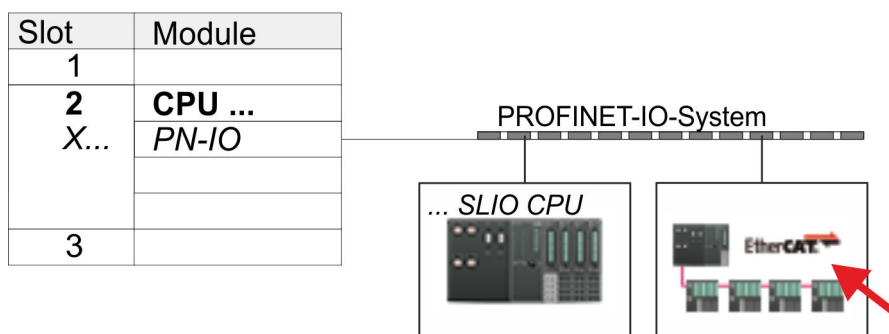 Slot Module
1
2 CPU ...
X... PN-IO
3
PROFINET-IO-System
... SLIO CPU
EtherCAT